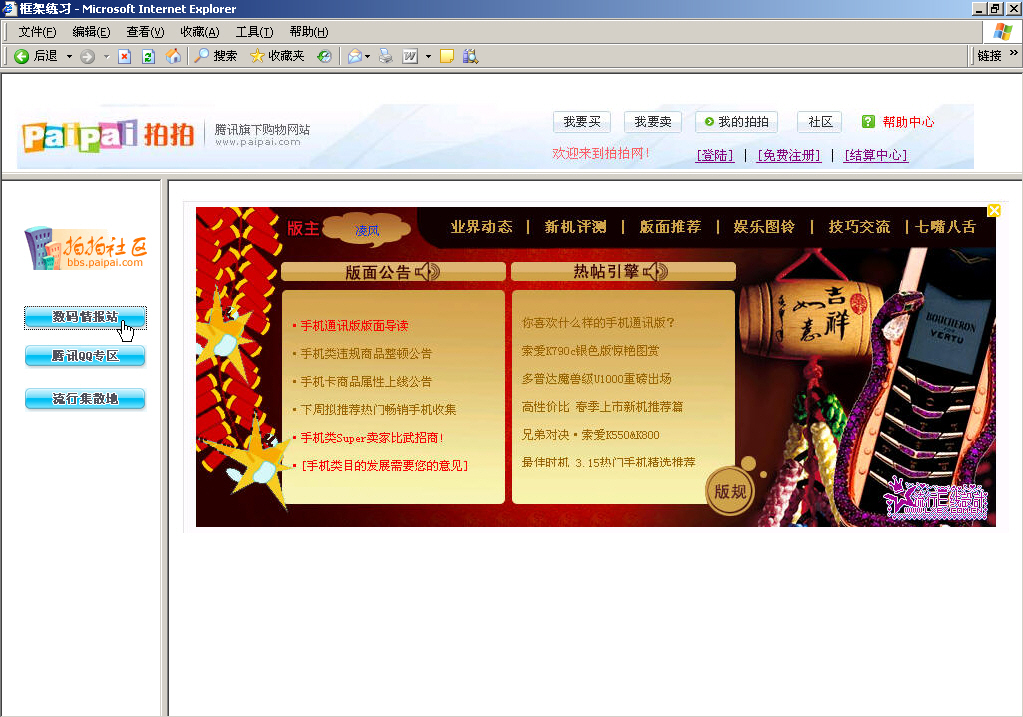 框架练习 - Microsoft Internet Explorer
文件(F) 编辑(E) 查看(V) 收藏(A) 工具(T) 帮助(H)
后退 搜索 收藏夹 链接 »
PaiPai 拍拍 腾讯旗下购物网站
www.paipai.com
我要买 我要卖 我的拍拍 社区 ? 帮助中心
欢迎来到拍拍网! [登陆] | [免费注册] | [结算中心]
拍拍社区
bbs.paipai.com
数码情报站
腾讯QQ专区
流行集散地
版主 凌风 业界动态 | 新机评测 | 版面推荐 | 娱乐图铃 | 技巧交流 | 七嘴八舌
版面公告
• 手机通讯版版面导读
• 手机类违规商品整顿公告
• 手机卡商品属性上线公告
• 下周拟推荐热门畅销手机收集
• 手机类Super卖家比武招商!
• [手机类目的发展需要您的意见]
热帖引擎
你喜欢什么样的手机通讯版?
索爱K790c银色版惊艳图赏
多普达魔兽级U1000重磅出场
高性价比 春季上市新机推荐篇
兄弟对决·索爱K550&K800
最佳时机 3.15热门手机精选推荐
版规
吉祥
如意
BOUCHERON
FOR
VERTU